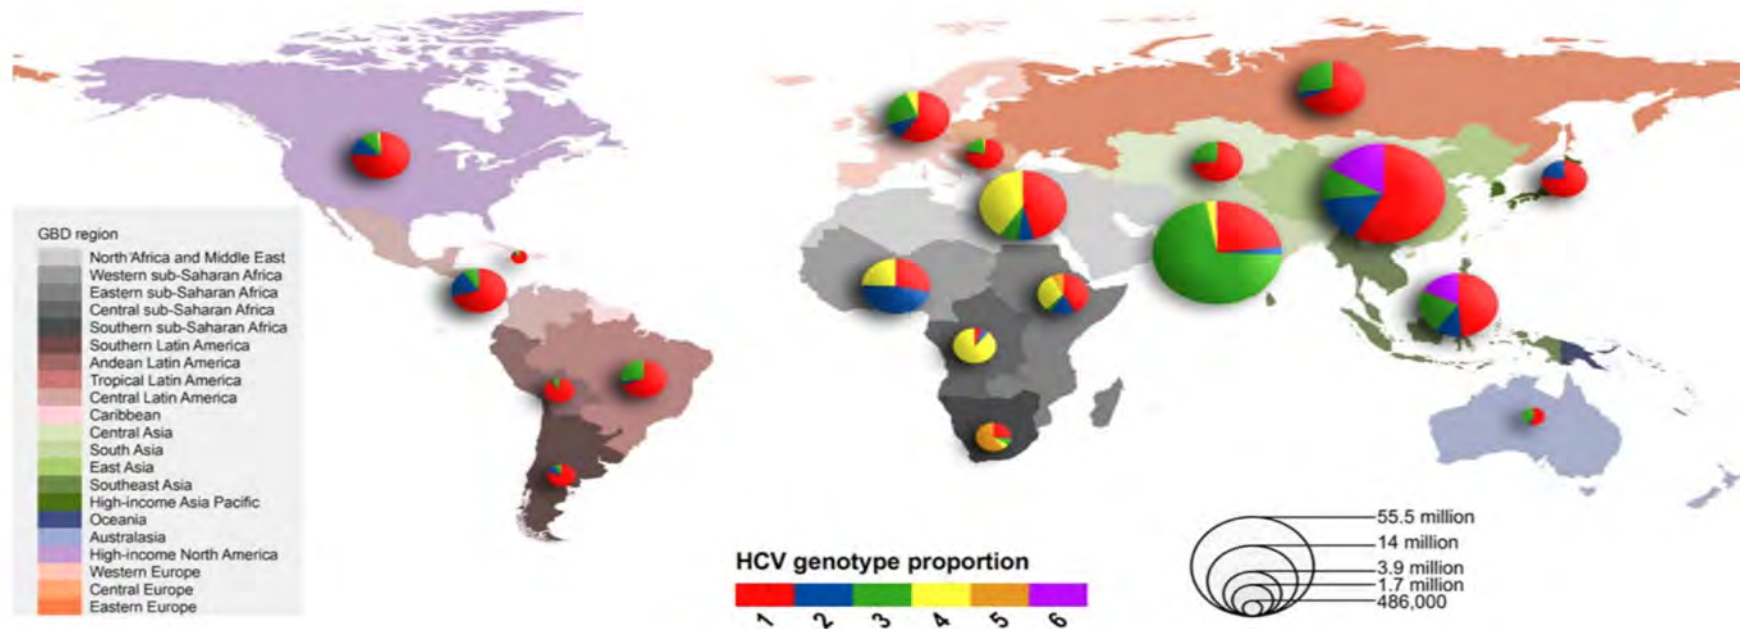 GBD region
North Africa and Middle East
Western sub-Saharan Africa
Eastern sub-Saharan Africa
Central sub-Saharan Africa
Southern sub-Saharan Africa
Southern Latin America
Andean Latin America
Tropical Latin America
Central Latin America
Caribbean
Central Asia
South Asia
East Asia
Southeast Asia
High-income Asia Pacific
Oceania
Australasia
High-income North America
Western Europe
Central Europe
Eastern Europe
HCV genotype proportion
1 2 3 4 5 6
55.5 million
14 million
3.9 million
1.7 million
486,000